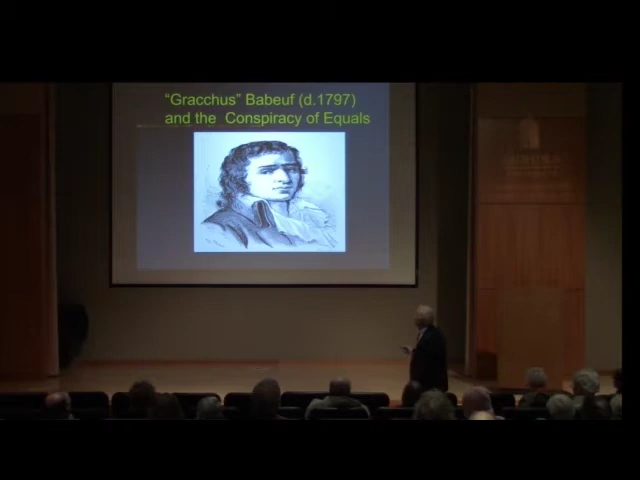 “Gracchus” Babeuf (d.1797)
and the  Conspiracy of Equals